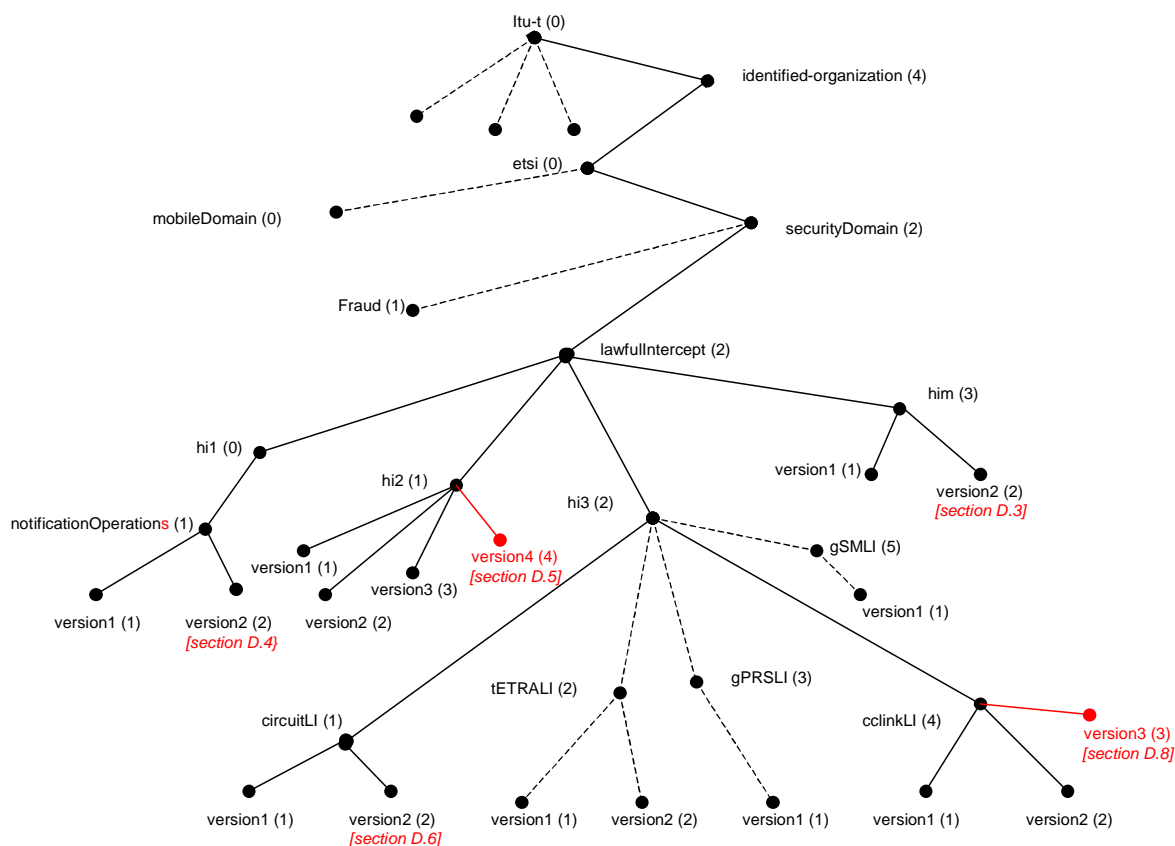 Itu-t (0)
identified-organization (4)
etsi (0)
mobileDomain (0)
securityDomain (2)
Fraud (1)
lawfulIntercept (2)
him (3)
hi1 (0)
version1 (1)
hi2 (1)
version2 (2)
[section D.3]
hi3 (2)
notificationOperations (1)
gSMLI (5)
version4 (4)
[section D.5]
version1 (1)
version3 (3)
version1 (1)
version1 (1)
version2 (2)
[section D.4}
version2 (2)
tETRALI (2)
gPRSLI (3)
circuitLI (1)
cclinkLI (4)
version3 (3)
[section D.8]
version1 (1)
version2 (2)
[section D.6]
version1 (1)
version2 (2)
version1 (1)
version1 (1)
version2 (2)